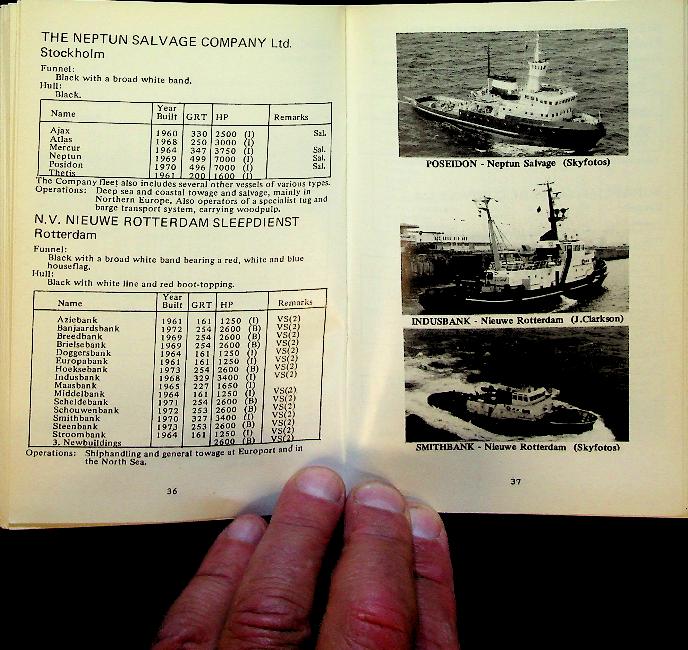 THE NEPTUN SALVAGE COMPANY Ltd.
Stockholm
Funnel:
Black with a broad white band.
Hull:
Black.
Name Year Built GRT HP Remarks
Ajax 1960 330 2500 (I) Sal.
Atlas 1968 250 3000 (I)
Mercur 1964 347 3750 (I) Sal.
Neptun 1969 499 7000 (I) Sal.
Posidon 1970 496 7000 (I) Sal.
Thetis 1961 200 1600 (I)
The Company fleet also includes several other vessels of various types.
Operations: Deep sea and coastal towage and salvage, mainly in
Northern Europe. Also operators of a specialist tug and
barge transport system, carrying woodpulp.
N.V. NIEUWE ROTTERDAM SLEEPDIENST
Rotterdam
Funnel:
Black with a broad white band bearing a red, white and blue
houseflag.
Hull:
Black with white line and red boot-topping.
Name Year Built GRT HP Remarks
Aziebank 1961 161 1250 (I) VS(2)
Banjaardsbank 1972 254 2600 (B) VS(2)
Breedbank 1969 254 2600 (B) VS(2)
Brielsebank 1969 254 2600 (B) VS(2)
Doggersbank 1964 161 1250 (I) VS(2)
Europabank 1961 161 1250 (I) VS(2)
Hoeksebank 1973 254 2600 (B) VS(2)
Indusbank 1968 329 3400 (I) VS(2)
Maasbank 1965 227 1650 (I)
Middelbank 1964 161 1250 (I) VS(2)
Scheldebank 1971 254 2600 (B) VS(2)
Schouwenbank 1972 253 2600 (B) VS(2)
Smithbank 1970 327 3400 (I) VS(2)
Steenbank 1973 253 2600 (B) VS(2)
Stroombank 1964 161 1250 (I) VS(2)
3. Newbuildings 2600 (B) VS(2)
Operations: Shiphandling and general towage at Europort and in
the North Sea.
36
POSEIDON - Neptun Salvage (Skyfotos)
INDUSBANK - Nieuwe Rotterdam (J.Clarkson)
SMITHBANK - Nieuwe Rotterdam (Skyfotos)
37